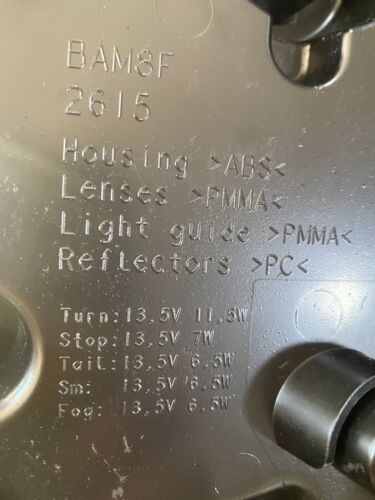 BAM8F
2615
Housing >ABS<
Lenses >PMMA<
Light guide >PMMA<
Reflectors >PC<
Turn: 13,5V 11,5W
Stop: 13,5V 7W
Tail: 13,5V 6,5W
Sm: 13,5V 6,5W
Fog: 13,5V 6,5W